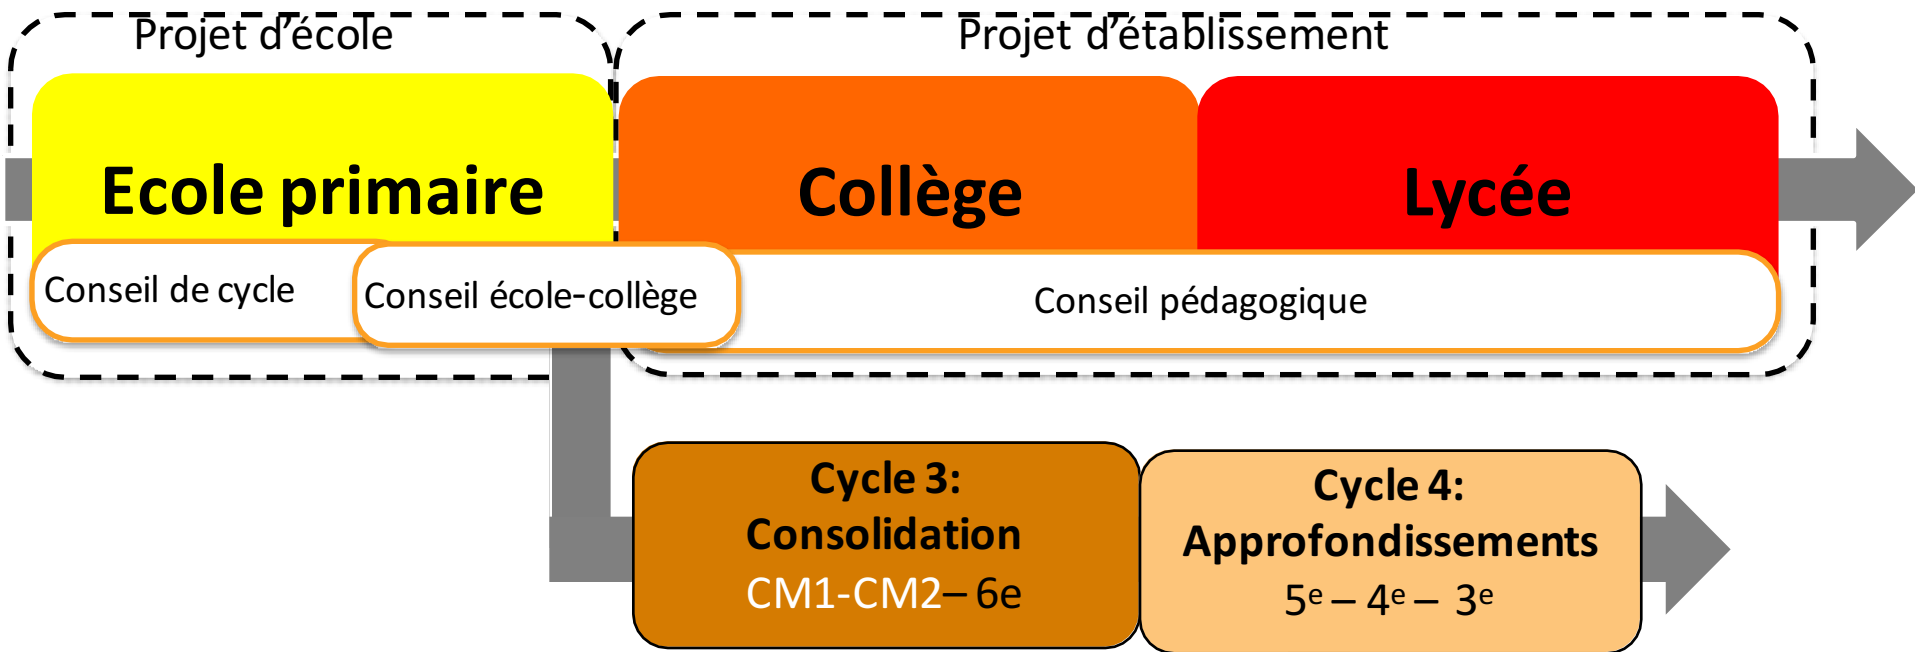 Projet d'école
Projet d'établissement
Ecole primaire
Collège
Lycée
Conseil de cycle
Conseil école-collège
Conseil pédagogique
Cycle 3:
Consolidation
CM1-CM2– 6e
Cycle 4:
Approfondissements
5ᵉ – 4ᵉ – 3ᵉ